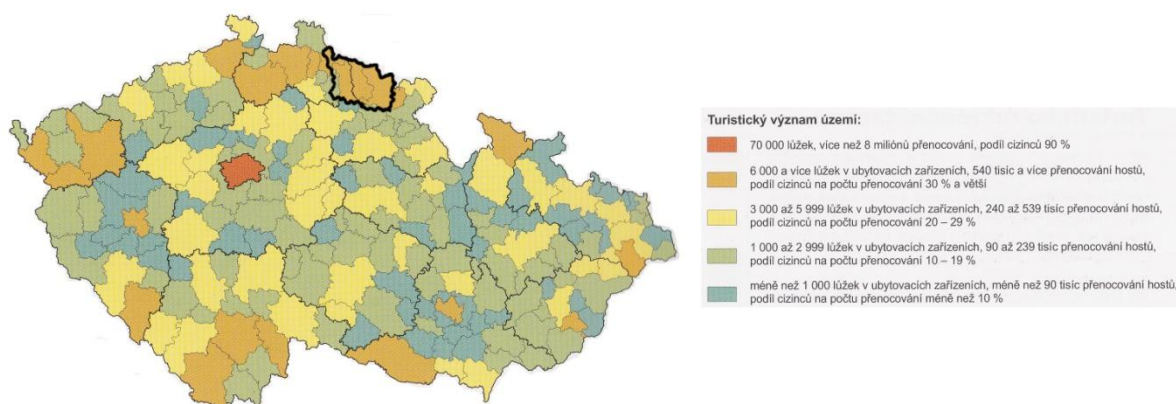 Turistický význam území:
70 000 lůžek, více než 8 miliónů přenocování, podíl cizinců 90 %
6 000 a více lůžek v ubytovacích zařízeních, 540 tisíc a více přenocování hostů,
podíl cizinců na počtu přenocování 30 % a větší
3 000 až 5 999 lůžek v ubytovacích zařízeních, 240 až 539 tisíc přenocování hostů,
podíl cizinců na počtu přenocování 20 – 29 %
1 000 až 2 999 lůžek v ubytovacích zařízeních, 90 až 239 tisíc přenocování hostů,
podíl cizinců na počtu přenocování 10 – 19 %
méně než 1 000 lůžek v ubytovacích zařízeních, méně než 90 tisíc přenocování hostů,
podíl cizinců na počtu přenocování méně než 10 %